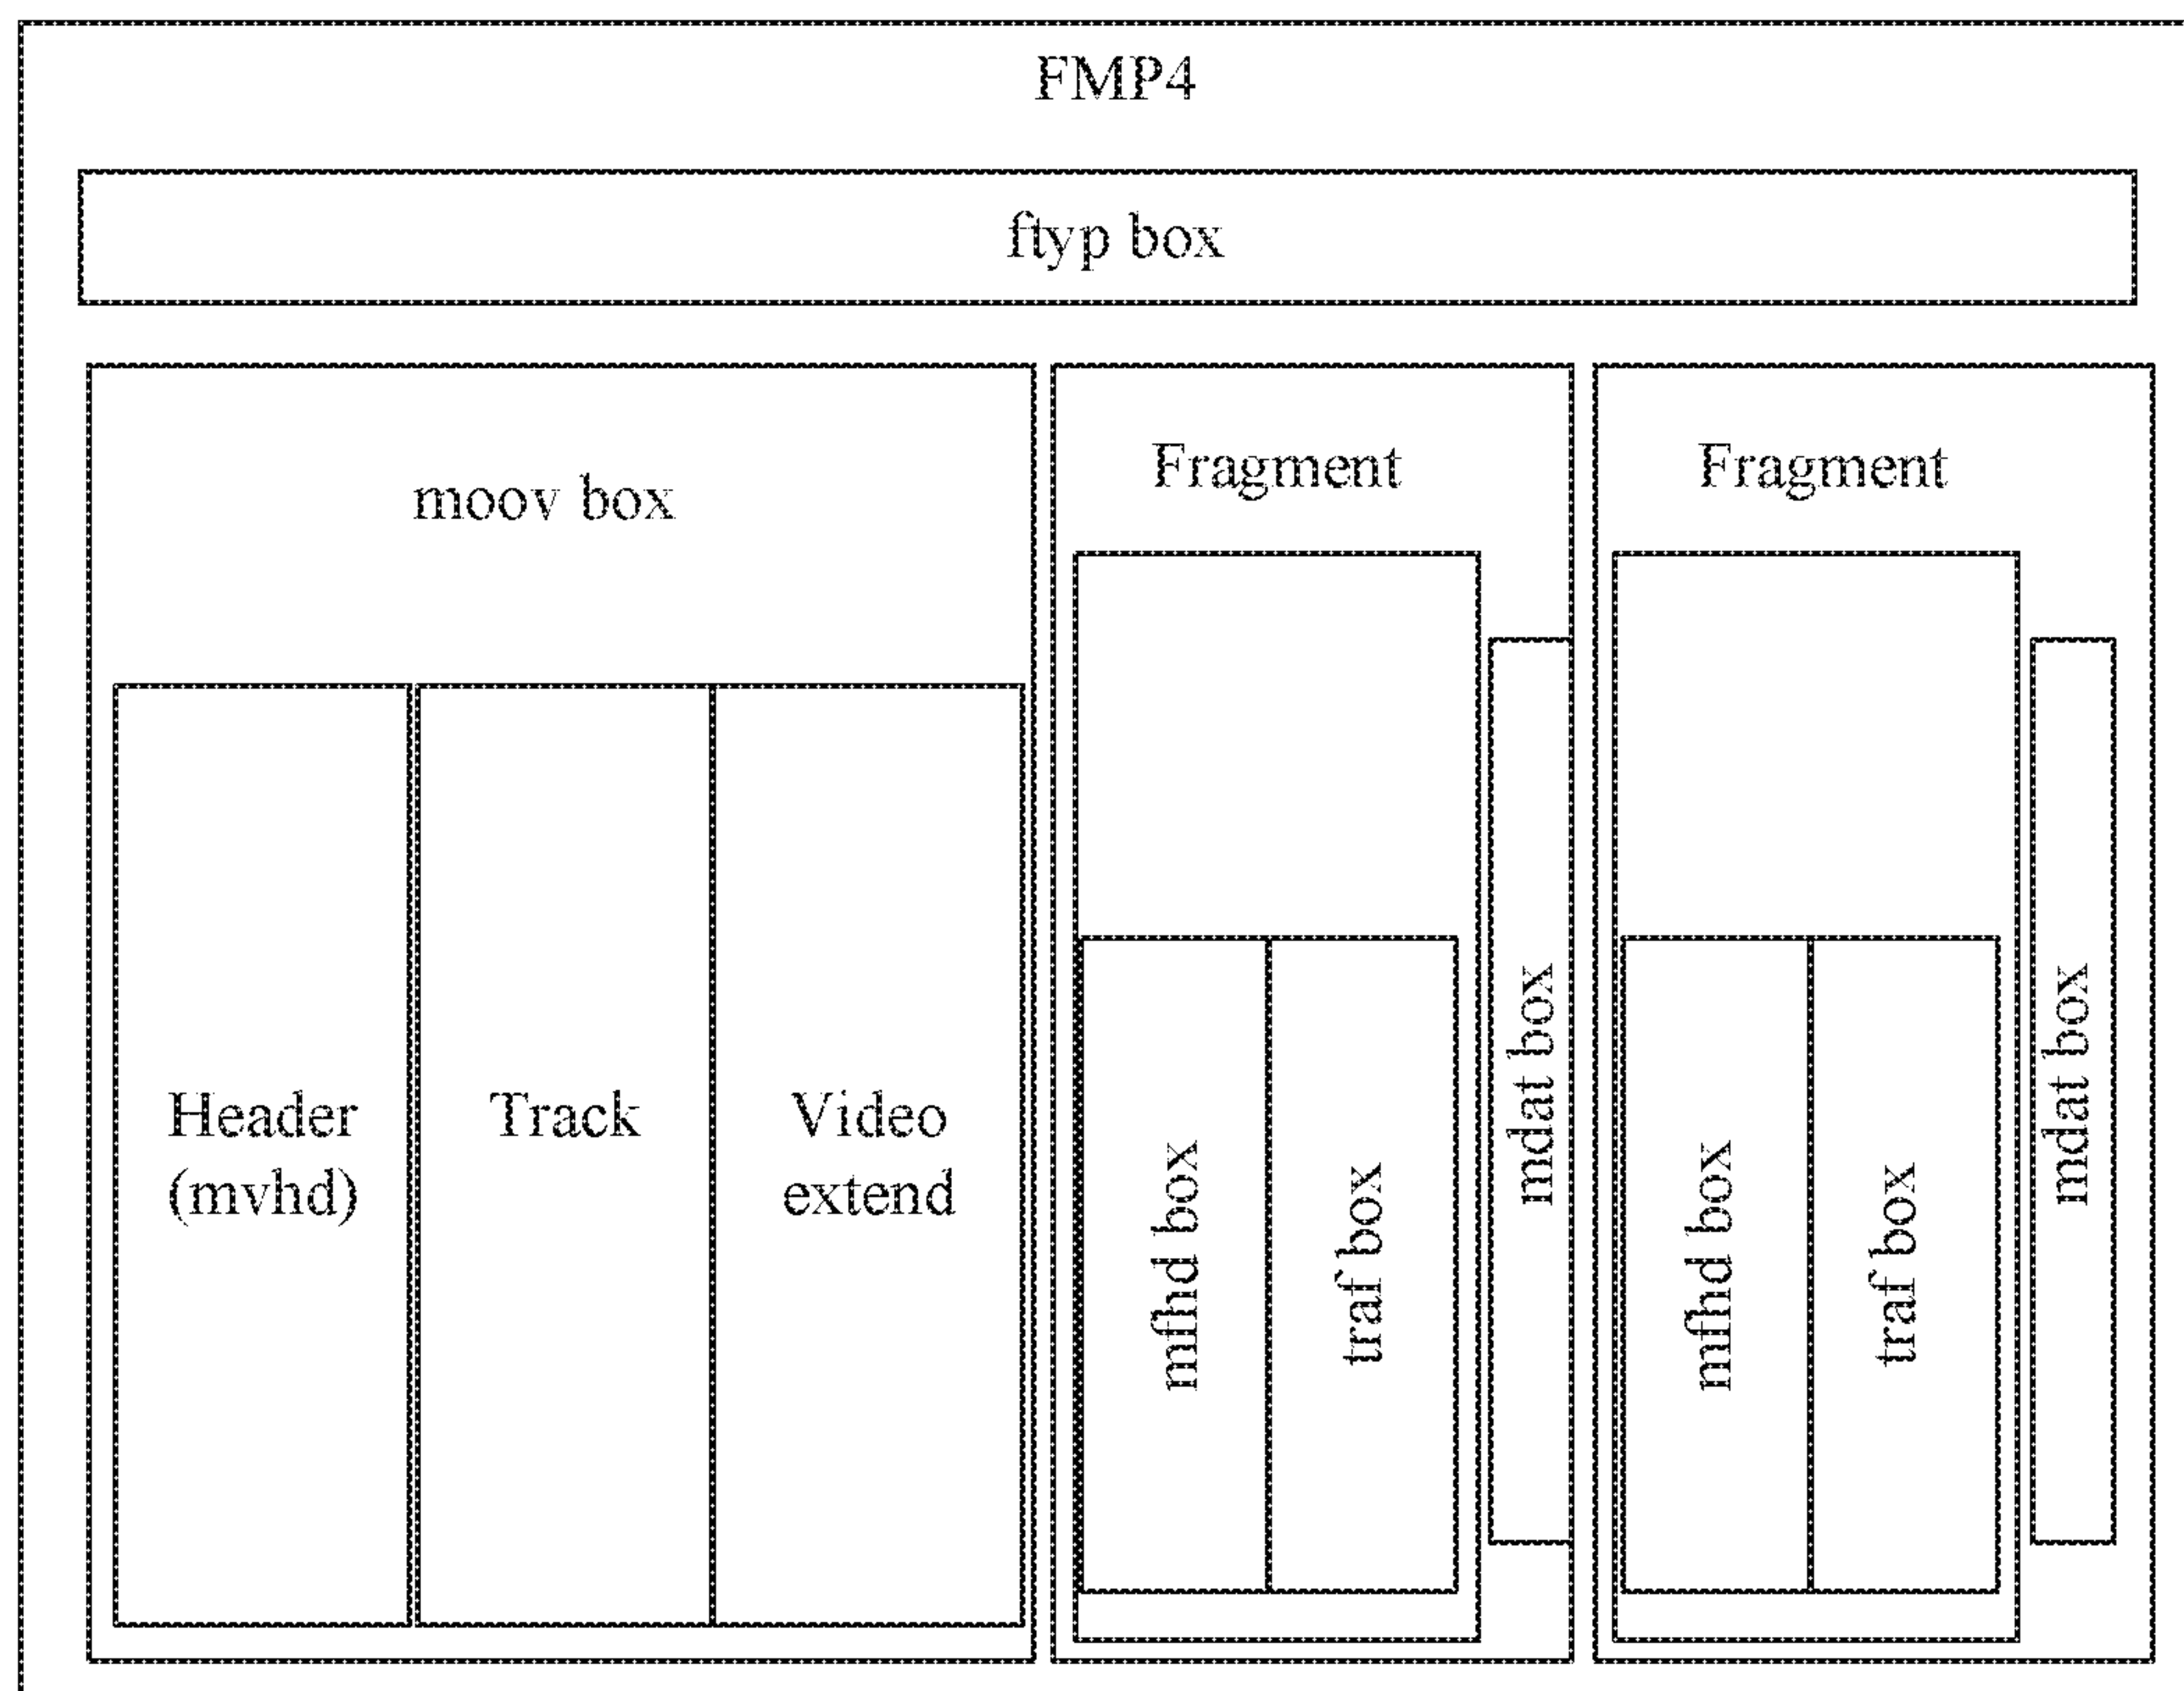 FMP4
ftyp box
moov box
Header
(mvhd)
Track
Video
extend
Fragment
mfhd box
traf box
mdat box
Fragment
mfhd box
traf box
mdat box